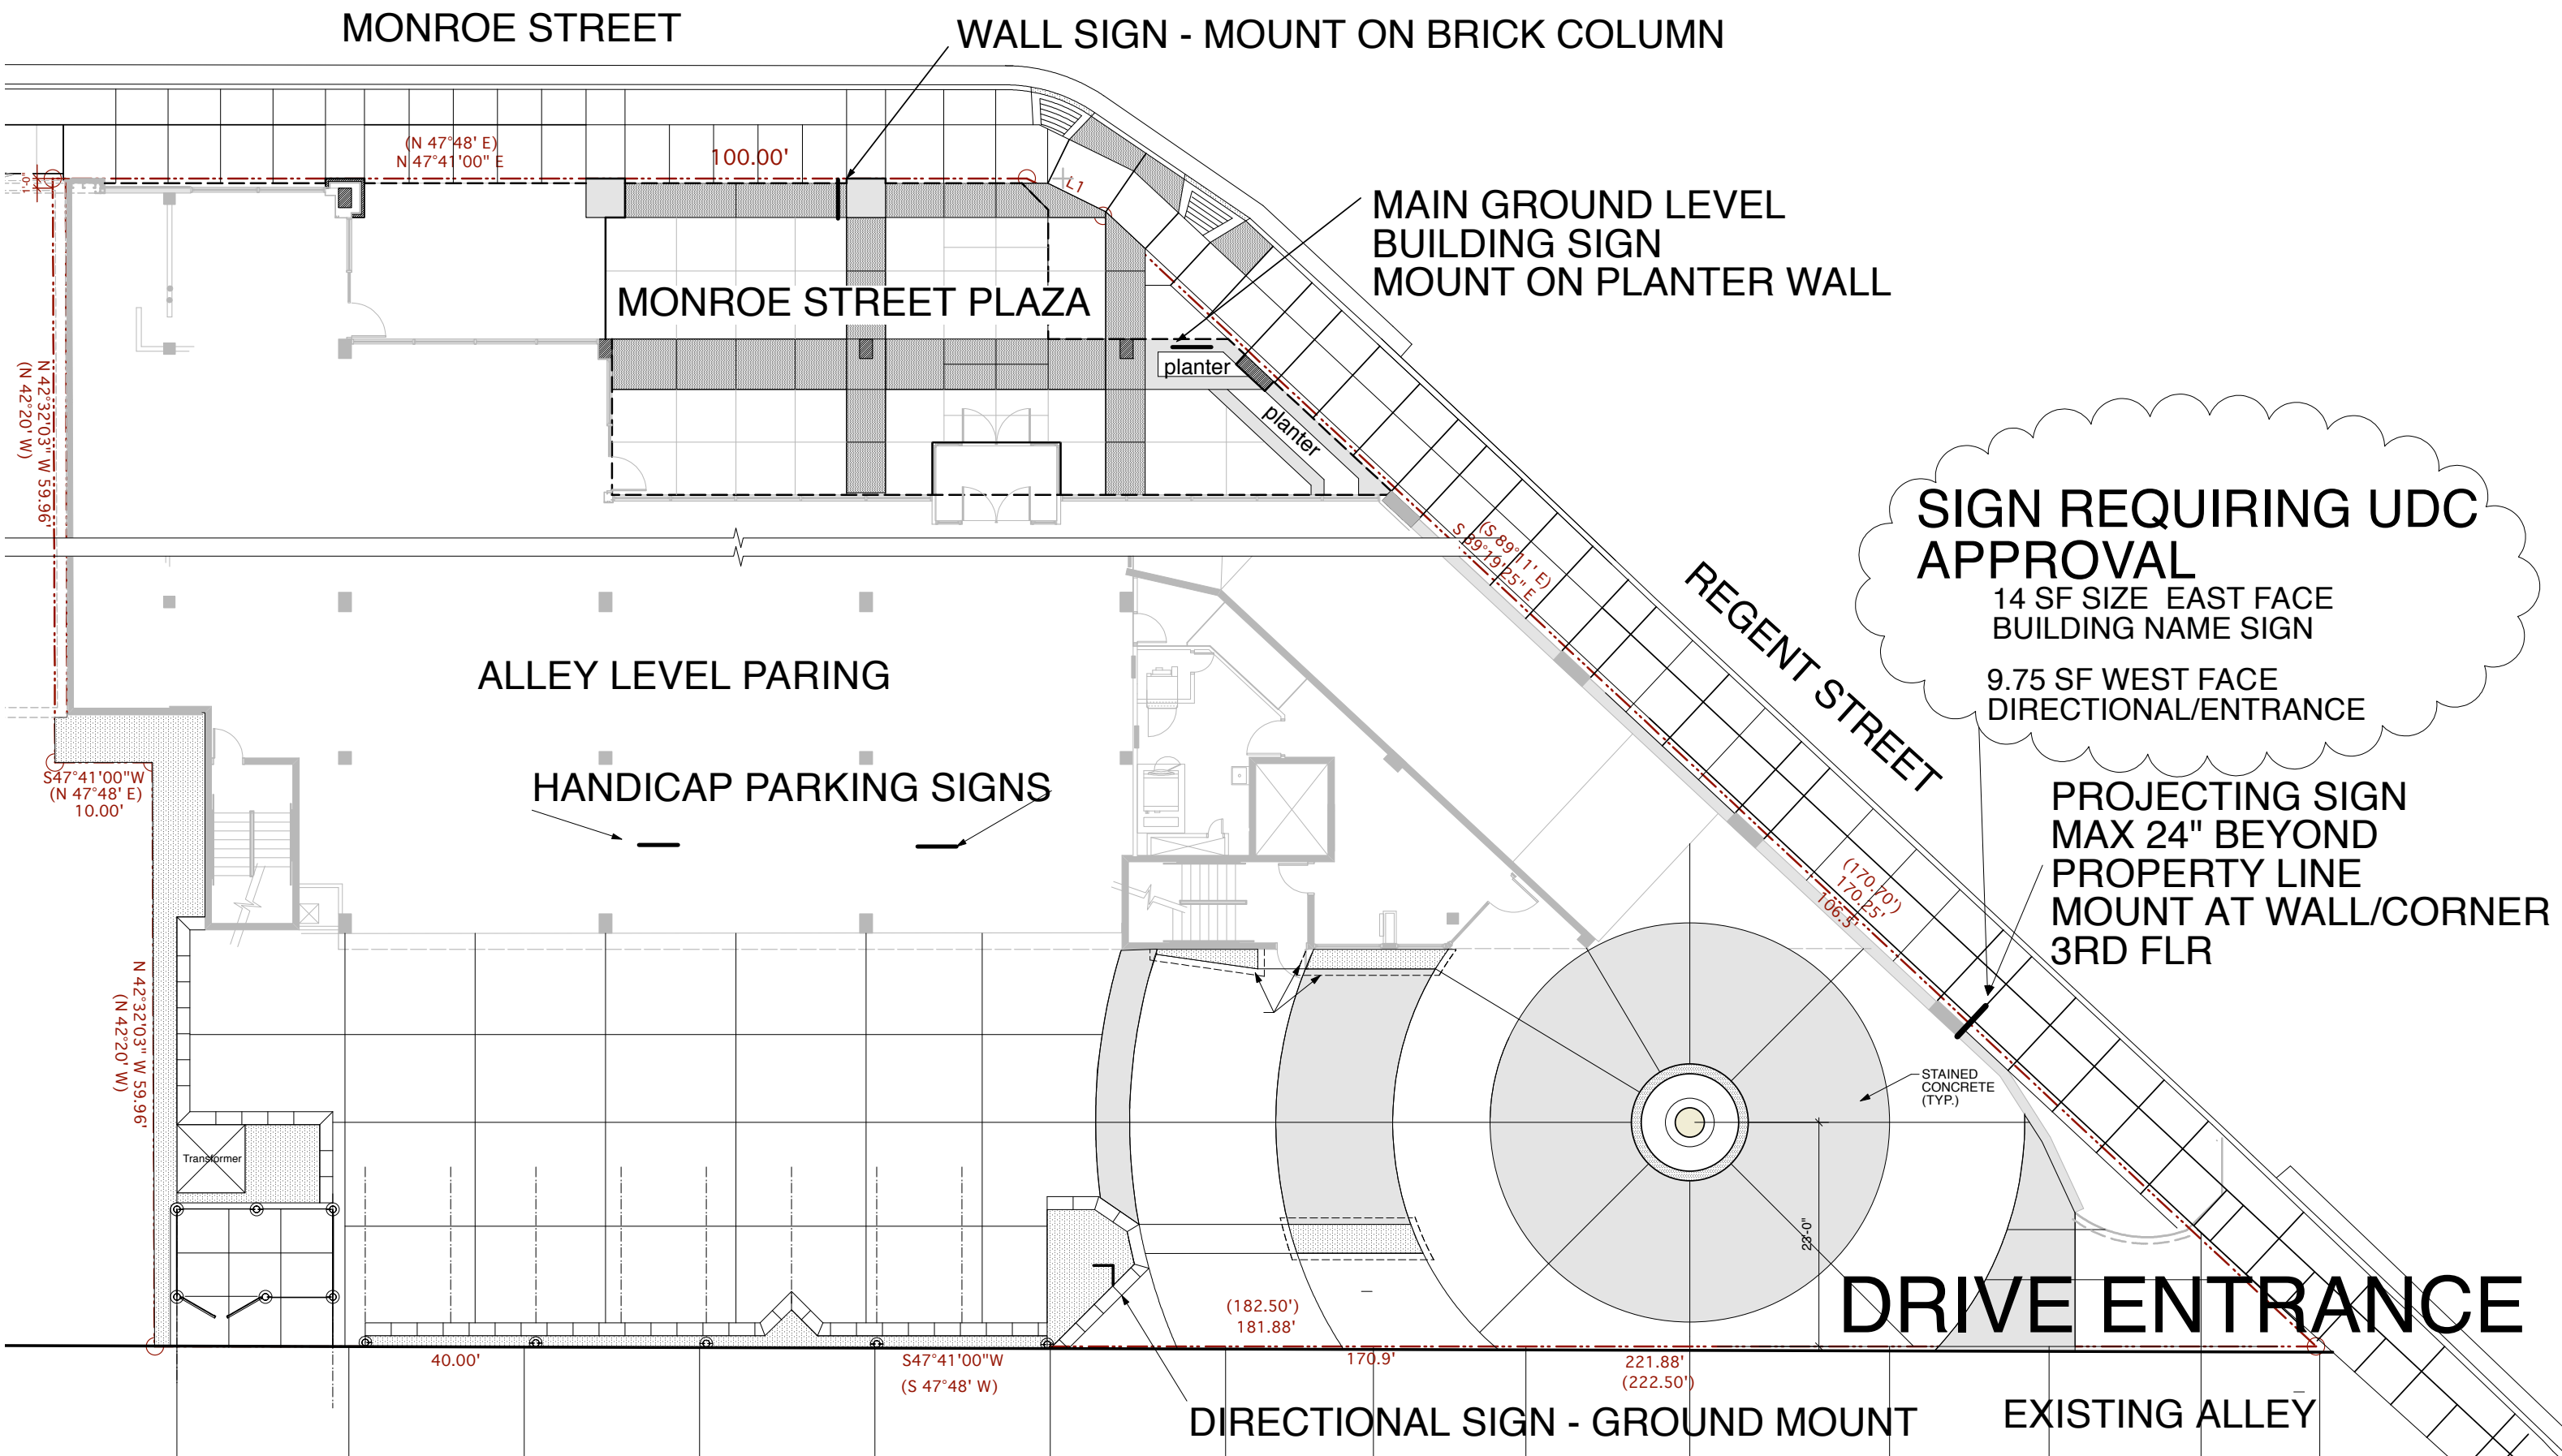 MONROE STREET
WALL SIGN - MOUNT ON BRICK COLUMN
(N 47°48' E)
N 47°41'00" E
100.00'
1'-0"
L1
MAIN GROUND LEVEL
BUILDING SIGN
MOUNT ON PLANTER WALL
MONROE STREET PLAZA
planter
planter
N 42°32'03" W 59.96'
(N 42°20' W)
(S 89°11' E)
S 89°19'25" E
REGENT STREET
SIGN REQUIRING UDC
APPROVAL
14 SF SIZE EAST FACE
BUILDING NAME SIGN
9.75 SF WEST FACE
DIRECTIONAL/ENTRANCE
ALLEY LEVEL PARING
HANDICAP PARKING SIGNS
S47°41'00"W
(N 47°48' E)
10.00'
PROJECTING SIGN
MAX 24" BEYOND
PROPERTY LINE
MOUNT AT WALL/CORNER
3RD FLR
(170.70')
170.25'
106.5'
N 42°32'03" W 59.96'
(N 42°20' W)
STAINED
CONCRETE
(TYP.)
Transformer
23'-0"
DRIVE ENTRANCE
(182.50')
181.88'
40.00'
S47°41'00"W
(S 47°48' W)
170.9'
221.88'
(222.50')
DIRECTIONAL SIGN - GROUND MOUNT
EXISTING ALLEY